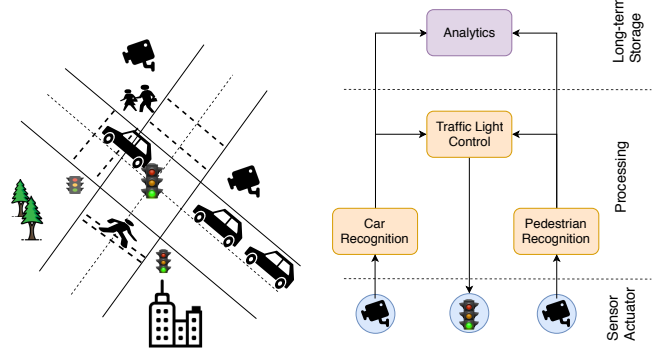 Analytics
Long-term
Storage
Traffic Light
Control
Processing
Car
Recognition
Pedestrian
Recognition
Sensor
Actuator